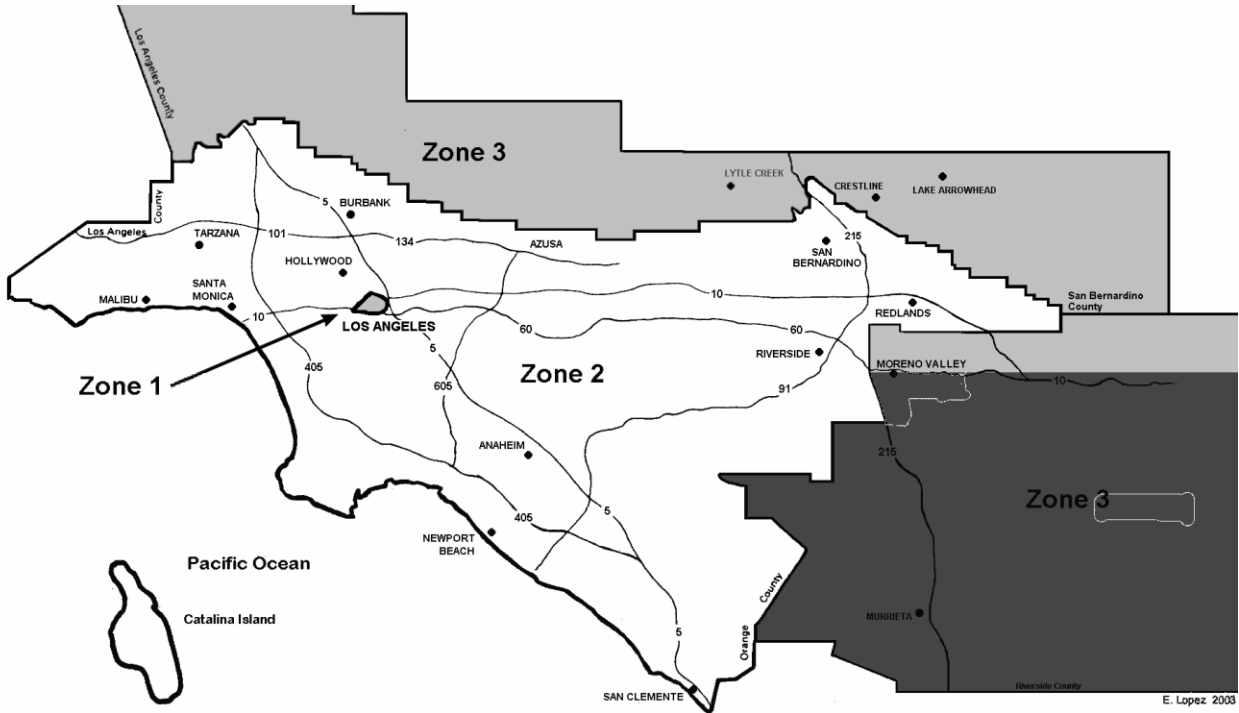 Los Angeles County
Zone 3
LYTLE CREEK
CRESTLINE
LAKE ARROWHEAD
County
Los Angeles
5
BURBANK
TARZANA
101
134
AZUSA
215
SAN
BERNARDINO
HOLLYWOOD
MALIBU
SANTA
MONICA
10
LOS ANGELES
10
REDLANDS
San Bernardino
County
60
60
5
RIVERSIDE
MORENO VALLEY
10
Zone 1
405
605
Zone 2
91
ANAHEIM
215
Zone 3
405
5
NEWPORT
BEACH
Pacific Ocean
Catalina Island
County
Orange
MURRIETA
5
SAN CLEMENTE
Riverside County
E. Lopez 2003